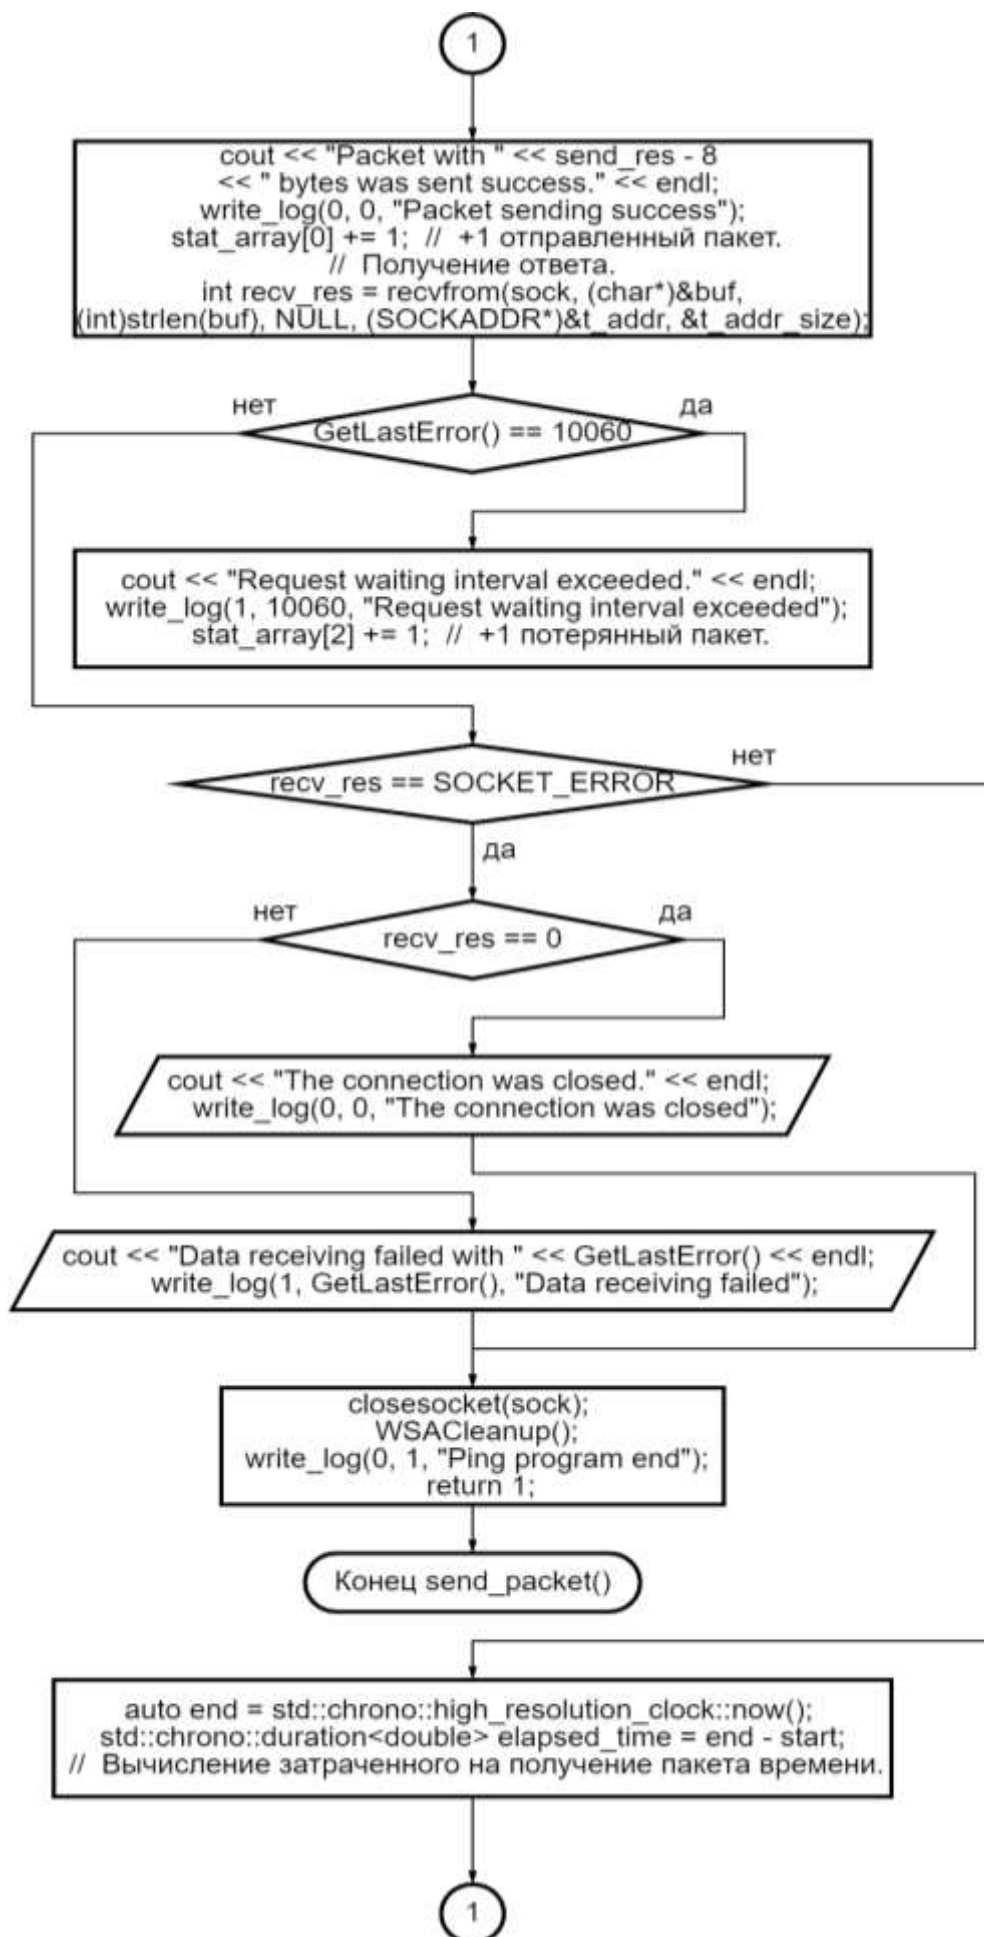 1
cout << "Packet with " << send_res - 8
<< " bytes was sent success." << endl;
write_log(0, 0, "Packet sending success");
stat_array[0] += 1;  //  +1 отправленный пакет.
//  Получение ответа.
int recv_res = recvfrom(sock, (char*)&buf,
(int)strlen(buf), NULL, (SOCKADDR*)&t_addr, &t_addr_size);
нет
да
GetLastError() == 10060
cout << "Request waiting interval exceeded." << endl;
write_log(1, 10060, "Request waiting interval exceeded");
stat_array[2] += 1;  //  +1 потерянный пакет.
нет
recv_res == SOCKET_ERROR
да
нет
да
recv_res == 0
cout << "The connection was closed." << endl;
write_log(0, 0, "The connection was closed");
cout << "Data receiving failed with " << GetLastError() << endl;
write_log(1, GetLastError(), "Data receiving failed");
closesocket(sock);
WSACleanup();
write_log(0, 1, "Ping program end");
return 1;
Конец send_packet()
auto end = std::chrono::high_resolution_clock::now();
std::chrono::duration<double> elapsed_time = end - start;
//  Вычисление затраченного на получение пакета времени.
1